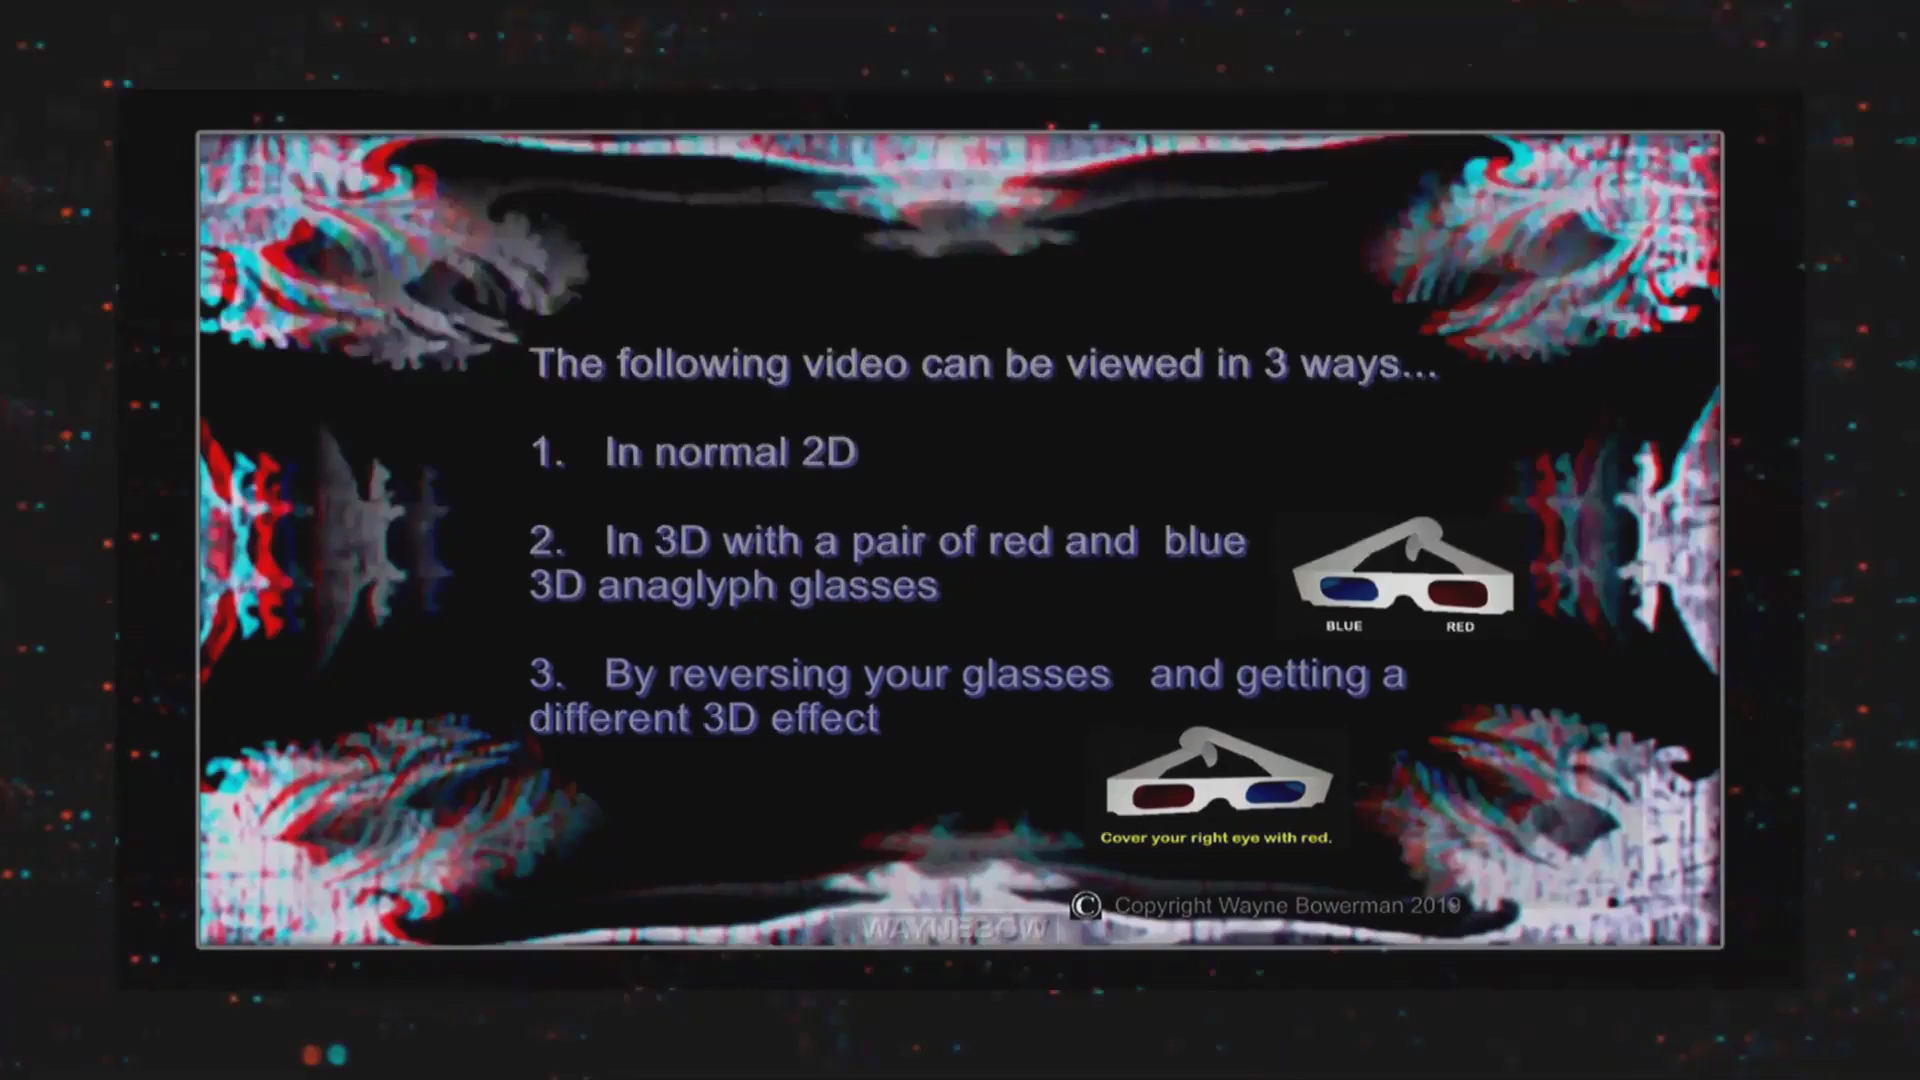 The following video can be viewed in 3 ways...
1. In normal 2D
2. In 3D with a pair of red and blue
3D anaglyph glasses
BLUE RED
3. By reversing your glasses and getting a
different 3D effect
Cover your right eye with red.
© Copyright Wayne Bowerman 2019
WAYNEBOW